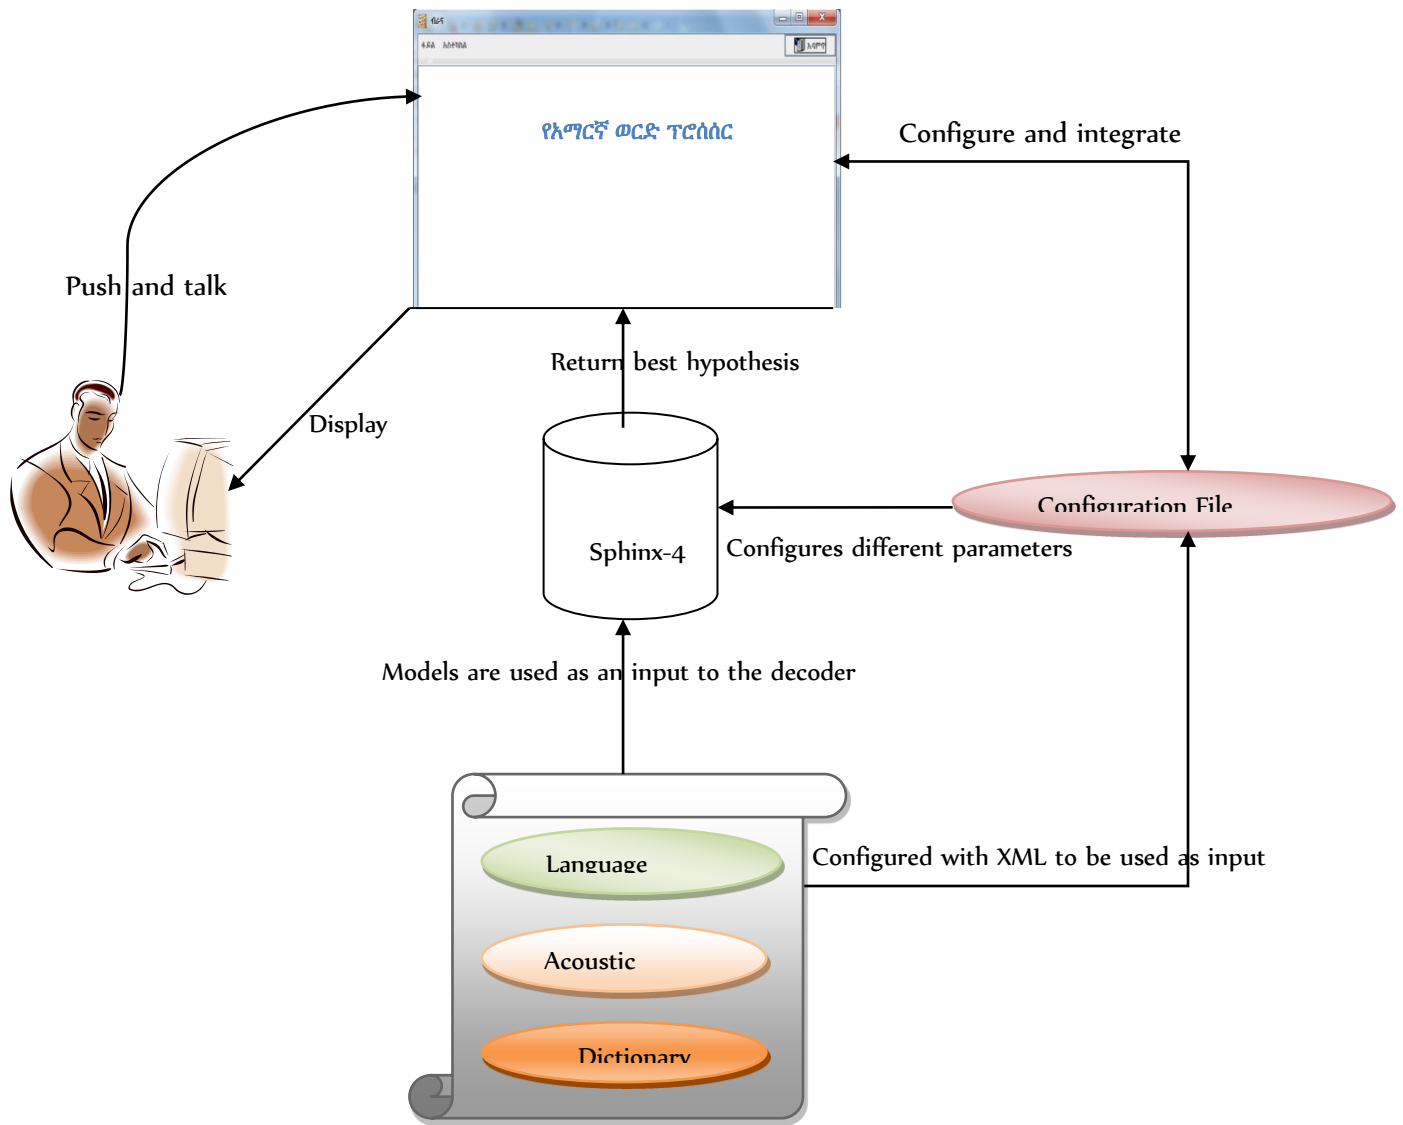 ብራና
ፋይል
የአማርኛ ወርድ ፕሮሰሰር
Configure and integrate
Push and talk
Return best hypothesis
Display
Configuration File
Sphinx-4
Configures different parameters
Models are used as an input to the decoder
Language
Configured with XML to be used as input
Acoustic
Dictionary